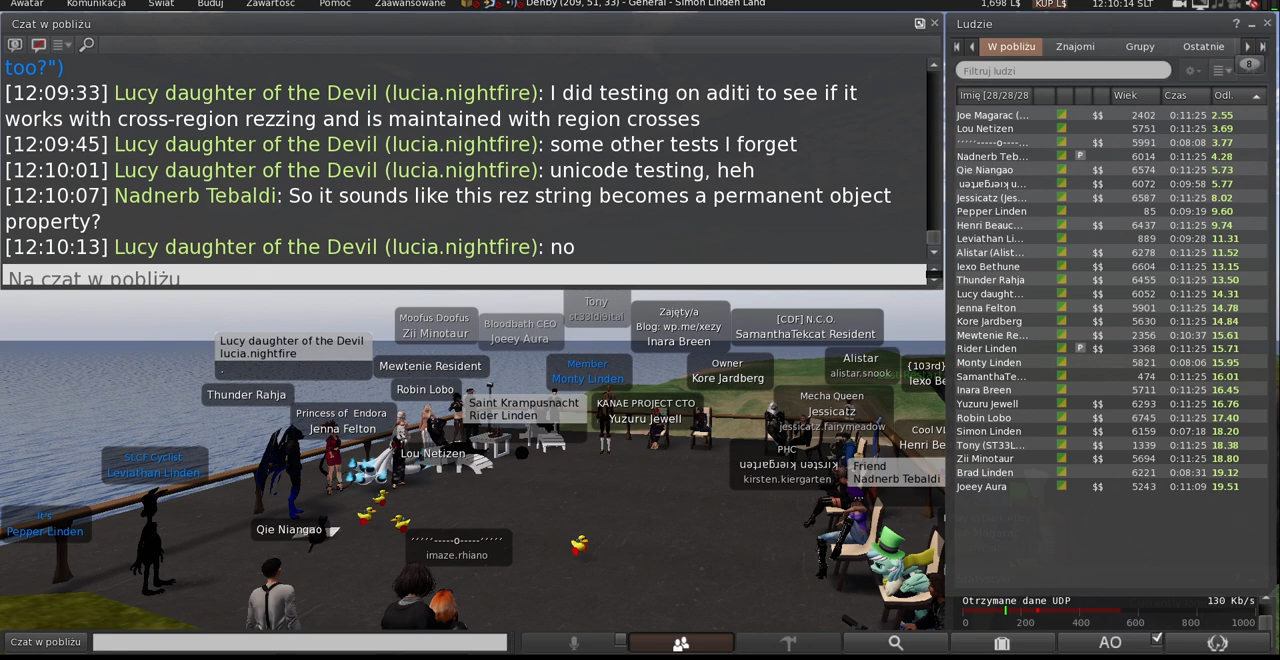 Awatar Komunikacja Świat Buduj Zawartość Pomoc Zaawansowane Denby (209, 51, 33) - General - Simon Linden Land 1,698 L$ KUP L$ 12:10:14 SLT
Czat w pobliżu
too?")
[12:09:33] Lucy daughter of the Devil (lucia.nightfire): I did testing on aditi to see if it
works with cross-region rezzing and is maintained with region crosses
[12:09:45] Lucy daughter of the Devil (lucia.nightfire): some other tests I forget
[12:10:01] Lucy daughter of the Devil (lucia.nightfire): unicode testing, heh
[12:10:07] Nadnerb Tebaldi: So it sounds like this rez string becomes a permanent object
property?
[12:10:13] Lucy daughter of the Devil (lucia.nightfire): no
Na czat w pobliżu
Tony
st33ldi9ital
Moofus Doofus
Zii Minotaur
Bloodbath CEO
Joeey Aura
Zajęty/a
Blog: wp.me/xezy
Inara Breen
[CDF] N.C.O.
SamanthaTekcat Resident
Lucy daughter of the Devil
lucia.nightfire
.
Mewtenie Resident
Member
Monty Linden
Owner
Kore Jardberg
Alistar
alistar.snook
{103rd}
Iexo Be
Thunder Rahja
Robin Lobo
Saint Krampusnacht
Rider Linden
KANAE PROJECT CTO
Yuzuru Jewell
Mecha Queen
Jessicatz
jessicatz.fairymeadow
Princess of Endora
Jenna Felton
Lou Netizen
Cool VL
Henri Be
SLCF Cyclist
Leviathan Linden
PHC
uǝʇɹɐƃɹǝıʞ uǝʇsɹıʞ
kirsten.kiergarten
Friend
Nadnerb Tebaldi
It's
Pepper Linden
Qie Niangao
´´´´´-----o-----´´´´´
imaze.rhiano
Czat w pobliżu
AO
Ludzie
? _ ×
W pobliżu Znajomi Grupy Ostatnie
Filtruj ludzi
8
Imię [28/28/28 Wiek Czas Odl.
Joe Magarac (... $$ 2402 0:11:25 2.55
Lou Netizen 5751 0:11:25 3.69
´´´´´-----o----... $$ 5991 0:08:08 3.77
Nadnerb Teb... P 6014 0:11:25 4.28
Qie Niangao $$ 6574 0:11:25 5.73
uǝʇɹɐƃɹǝıʞ u... $$ 6072 0:09:58 5.77
Jessicatz (Jes... $$ 6587 0:11:25 8.02
Pepper Linden 85 0:09:19 9.60
Henri Beauc... $$ 6437 0:11:25 9.74
Leviathan Li... 889 0:09:28 11.31
Alistar (Alist... $$ 6278 0:11:25 11.52
Iexo Bethune $$ 6604 0:11:25 13.15
Thunder Rahja $$ 6455 0:11:25 13.50
Lucy daught... $$ 6052 0:11:25 14.31
Jenna Felton $$ 5901 0:11:25 14.78
Kore Jardberg $$ 5630 0:11:25 14.84
Mewtenie Re... $$ 2356 0:10:37 15.61
Rider Linden P $$ 3368 0:11:25 15.71
Monty Linden 5821 0:08:06 15.95
SamanthaTe... 474 0:11:25 16.01
Inara Breen 5711 0:11:25 16.45
Yuzuru Jewell $$ 6293 0:11:25 16.76
Robin Lobo $$ 6745 0:11:25 17.40
Simon Linden $$ 6159 0:07:18 18.20
Tony (ST33L... $$ 1339 0:11:25 18.38
Zii Minotaur $$ 5694 0:11:25 18.80
Brad Linden 6221 0:08:31 19.12
Joeey Aura $$ 5243 0:11:09 19.51
Otrzymane dane UDP 130 Kb/s
0 200 400 600 800 1000